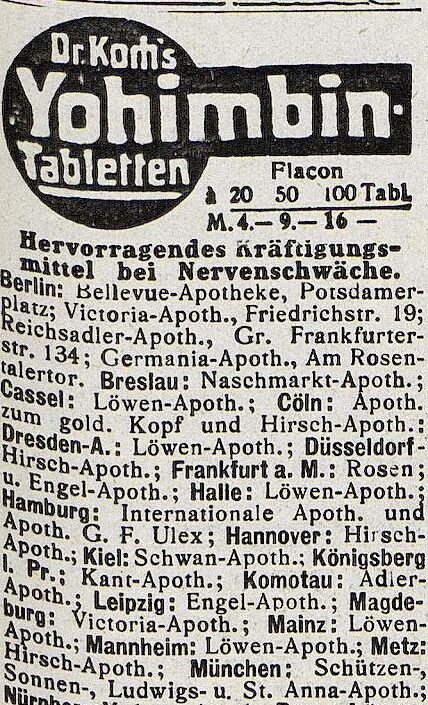 Dr. Koch's
Yohimbin-
Tabletten
Flacon
à 20 50 100 Tabl.
M. 4.— 9.— 16 —
Hervorragendes Kräftigungs-
mittel bei Nervenschwäche.
Berlin: Bellevue-Apotheke, Potsdamer-
platz; Victoria-Apoth., Friedrichstr. 19;
Reichsadler-Apoth., Gr. Frankfurter-
str. 134; Germania-Apoth., Am Rosen-
talertor. Breslau: Naschmarkt-Apoth.;
Cassel: Löwen-Apoth.; Cöln: Apoth.
zum gold. Kopf und Hirsch-Apoth.:
Dresden-A.: Löwen-Apoth.; Düsseldorf-
Hirsch-Apoth.; Frankfurt a. M.: Rosen;
u. Engel-Apoth.; Halle: Löwen-Apoth.;
Hamburg: Internationale Apoth. und
Apoth. G. F. Ulex; Hannover: Hirsch-
Apoth.; Kiel: Schwan-Apoth.; Königsberg
I. Pr.: Kant-Apoth.; Komotau: Adler-
Apoth.; Leipzig: Engel-Apoth.; Magde-
burg: Victoria-Apoth.; Mainz: Löwen-
Apoth.; Mannheim: Löwen-Apoth.; Metz:
Hirsch-Apoth.; München: Schützen-,
Sonnen-, Ludwigs- u. St. Anna-Apoth.;